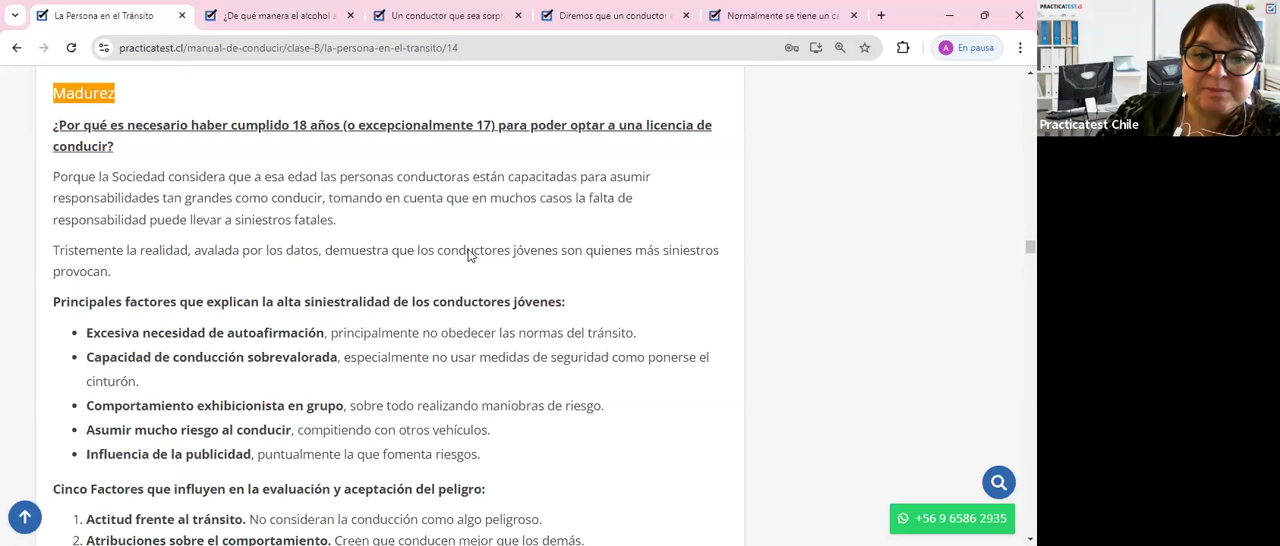 La Persona en el Tránsito
¿De qué manera el alcohol a
Un conductor que sea sorpr
Diremos que un conductor e
Normalmente se tiene un ca
practicatest.cl/manual-de-conducir/clase-B/la-persona-en-el-transito/14
A
En pausa
PRACTICATEST.cl
Practicatest Chile
Madurez
¿Por qué es necesario haber cumplido 18 años (o excepcionalmente 17) para poder optar a una licencia de
conducir?
Porque la Sociedad considera que a esa edad las personas conductoras están capacitadas para asumir
responsabilidades tan grandes como conducir, tomando en cuenta que en muchos casos la falta de
responsabilidad puede llevar a siniestros fatales.
Tristemente la realidad, avalada por los datos, demuestra que los conductores jóvenes son quienes más siniestros
provocan.
Principales factores que explican la alta siniestralidad de los conductores jóvenes:
Excesiva necesidad de autoafirmación, principalmente no obedecer las normas del tránsito.
Capacidad de conducción sobrevalorada, especialmente no usar medidas de seguridad como ponerse el
cinturón.
Comportamiento exhibicionista en grupo, sobre todo realizando maniobras de riesgo.
Asumir mucho riesgo al conducir, compitiendo con otros vehículos.
Influencia de la publicidad, puntualmente la que fomenta riesgos.
Cinco Factores que influyen en la evaluación y aceptación del peligro:
1. Actitud frente al tránsito. No consideran la conducción como algo peligroso.
2. Atribuciones sobre el comportamiento. Creen que conducen mejor que los demás.
+56 9 6586 2935